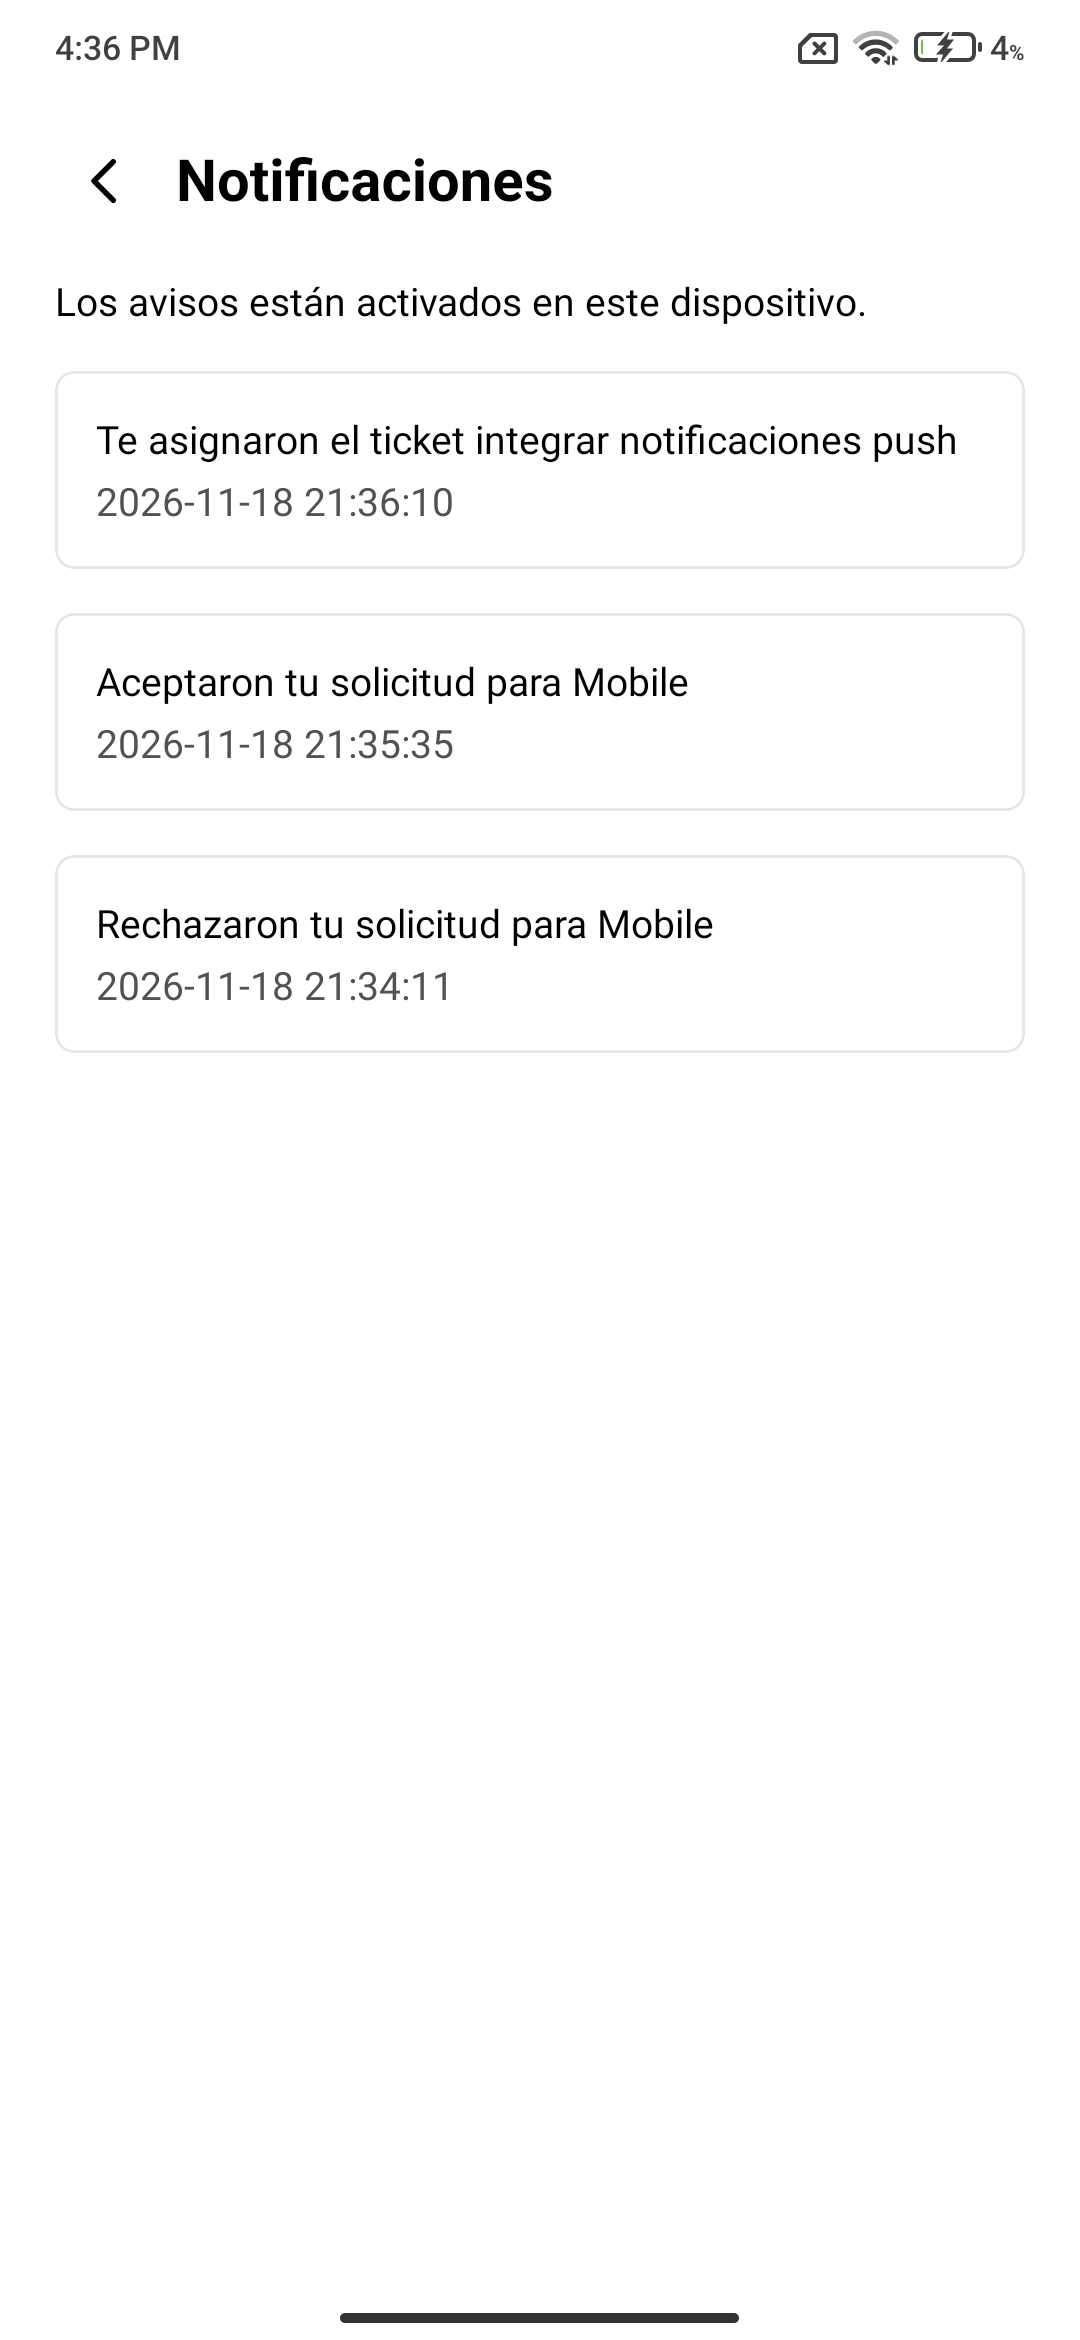 4:36 PM
4%
Notificaciones
Los avisos están activados en este dispositivo.
Te asignaron el ticket integrar notificaciones push
2026-11-18 21:36:10
Aceptaron tu solicitud para Mobile
2026-11-18 21:35:35
Rechazaron tu solicitud para Mobile
2026-11-18 21:34:11